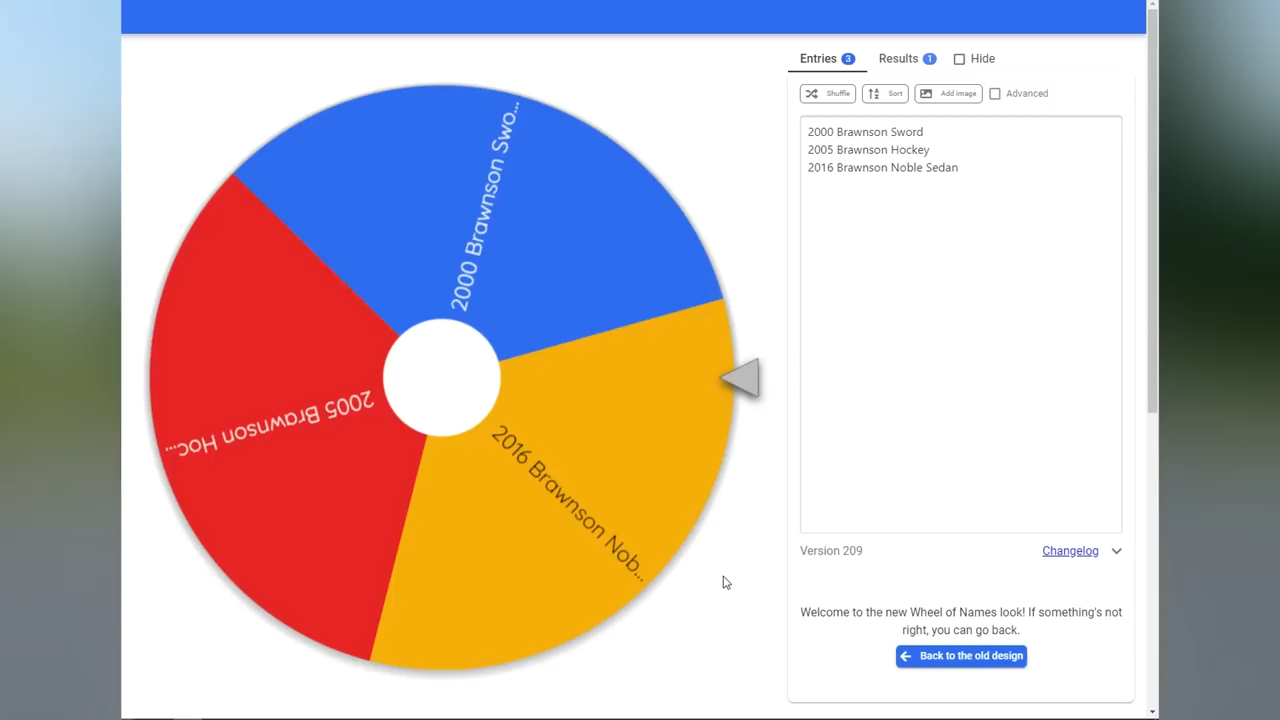 Entries 3 Results 1 Hide
Shuffle Sort Add image Advanced
2000 Brawnson Sword
2005 Brawnson Hockey
2016 Brawnson Noble Sedan
2000 Brawnson Swo...
2005 Brawnson Hoc...
2016 Brawnson Nob...
Version 209 Changelog
Welcome to the new Wheel of Names look! If something's not
right, you can go back.
Back to the old design